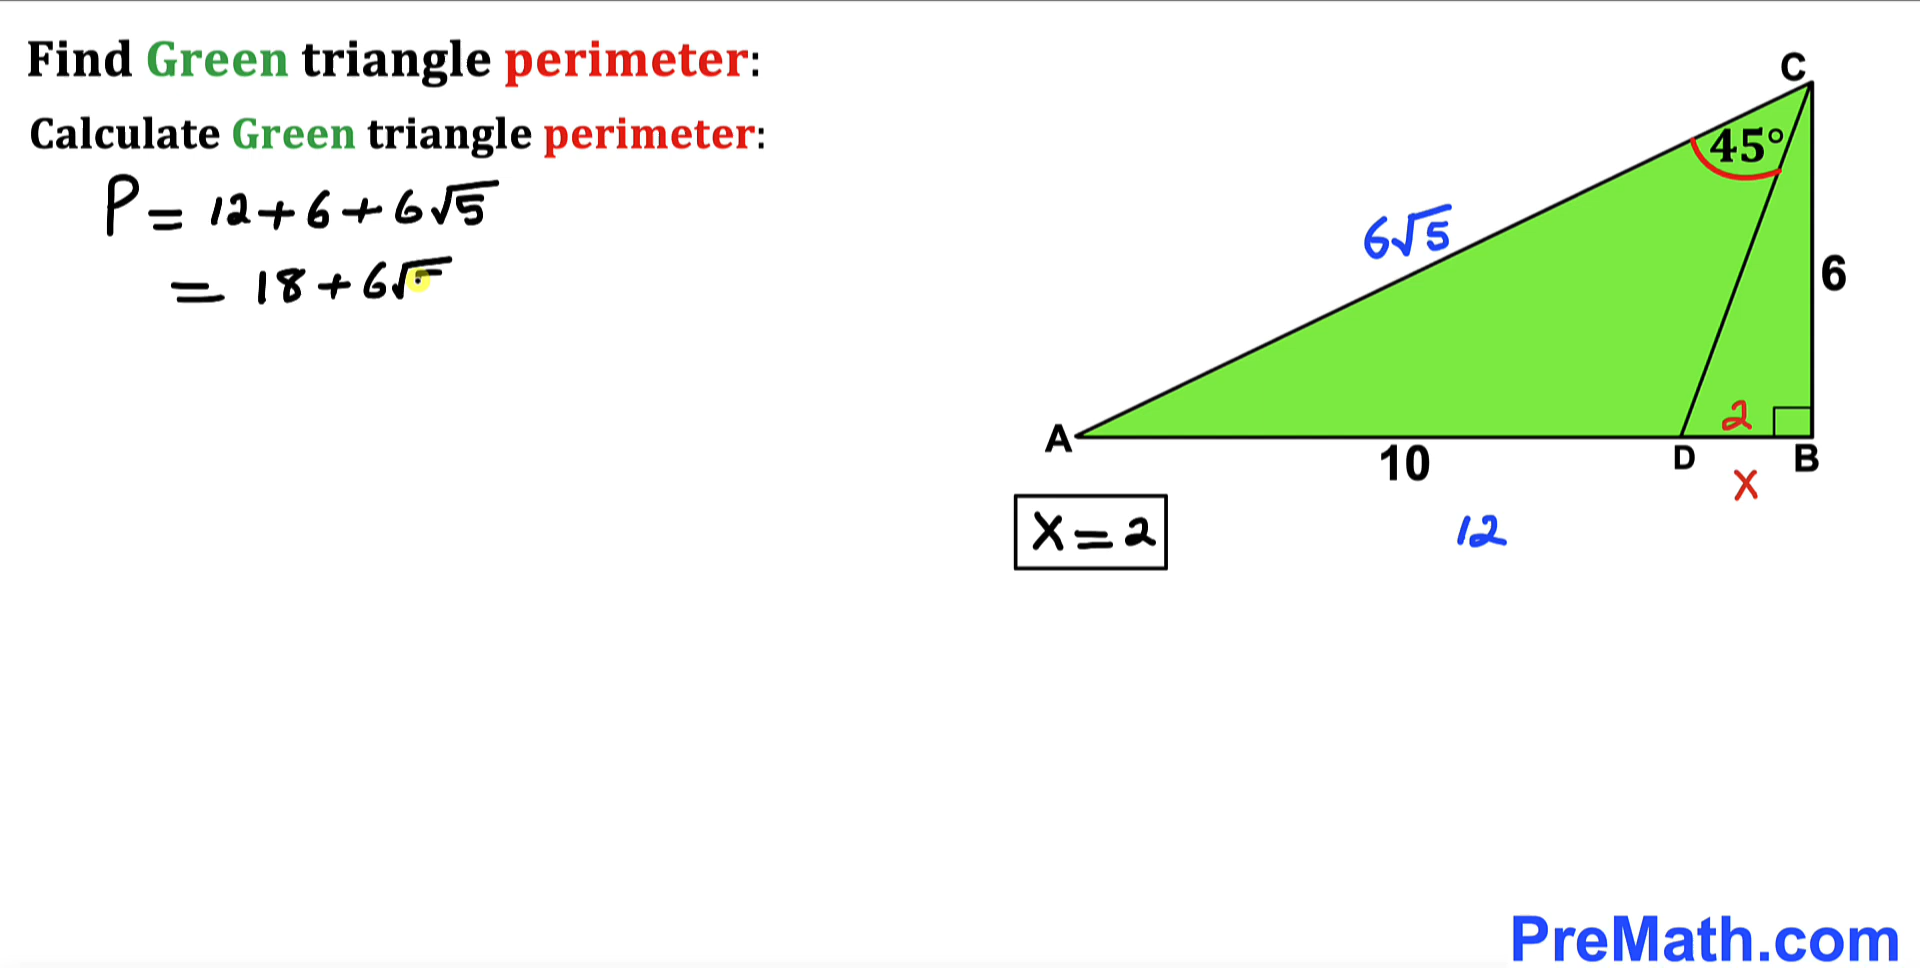 Find Green triangle perimeter:
Calculate Green triangle perimeter:
P = 12 + 6 + 6√5
= 18 + 6√
C
45°
6√5
6
A
2
10
D
B
x
x = 2
12
PreMath.com